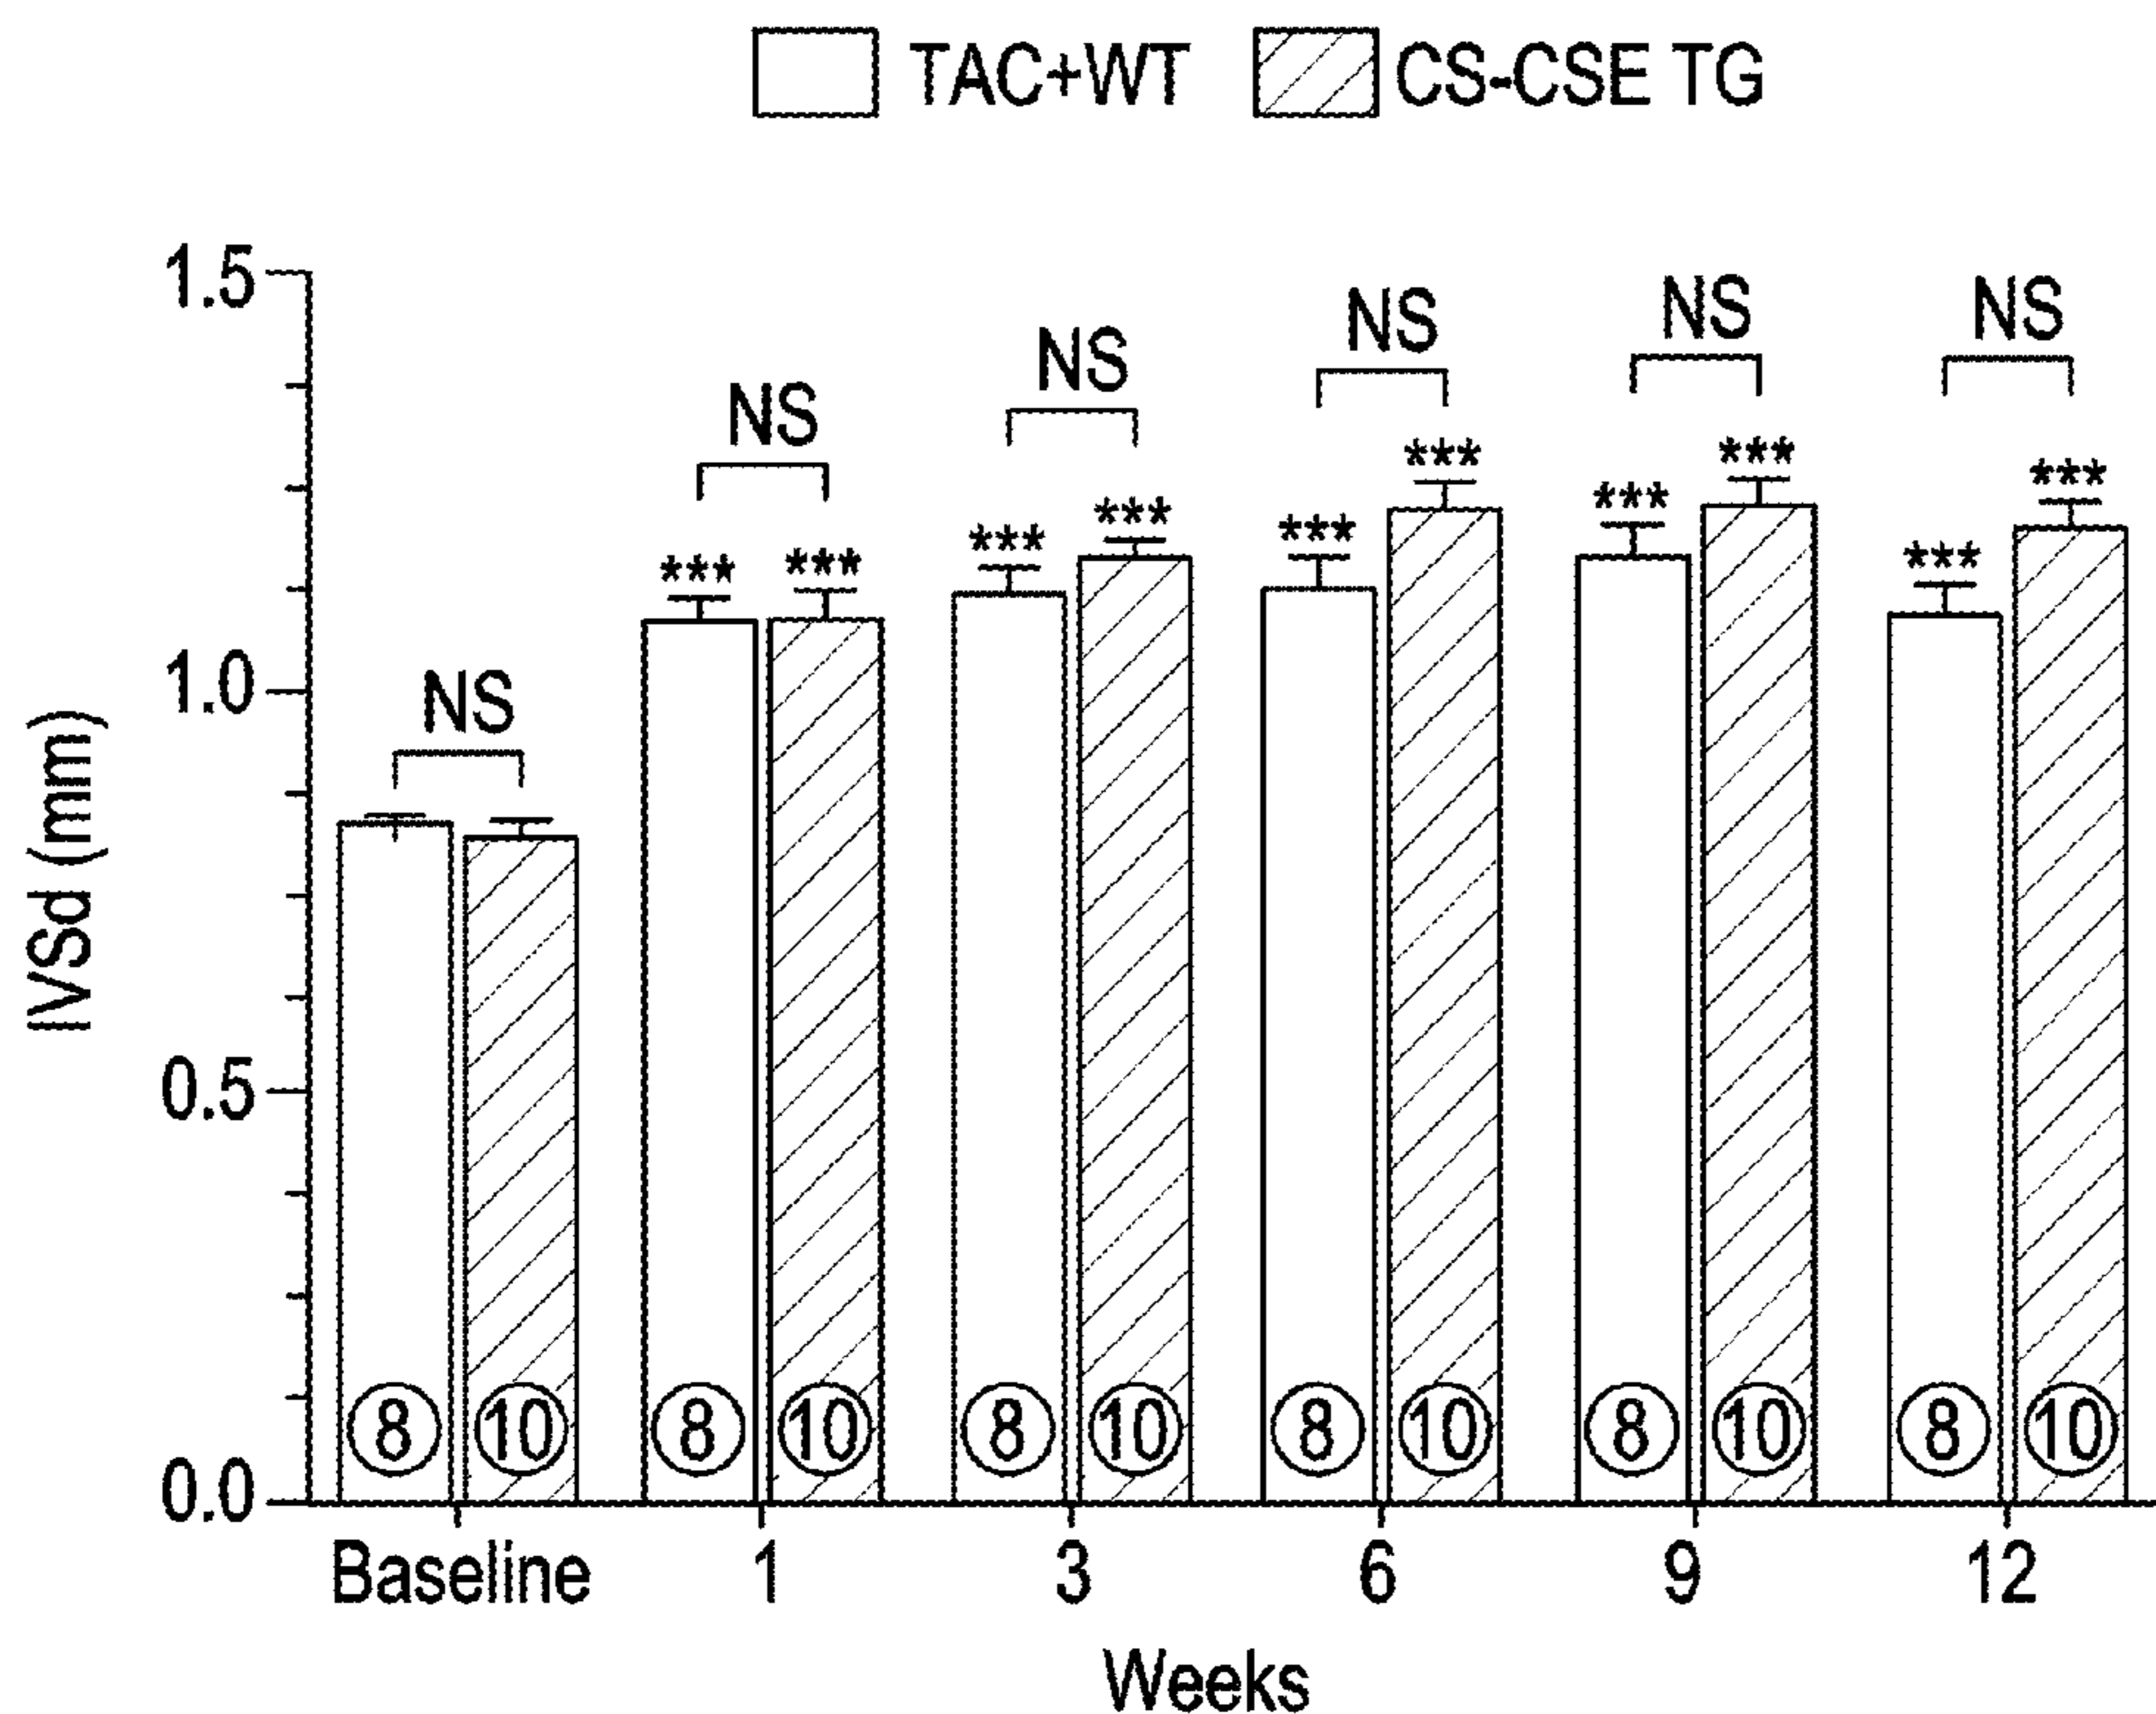 TAC+WT CS-CSE TG
1.5
NS NS NS NS NS NS
*** *** *** *** *** *** *** *** *** ***
1.0
IVSd (mm)
0.5
0.0
8 10 8 10 8 10 8 10 8 10 8 10
Baseline 1 3 6 9 12
Weeks